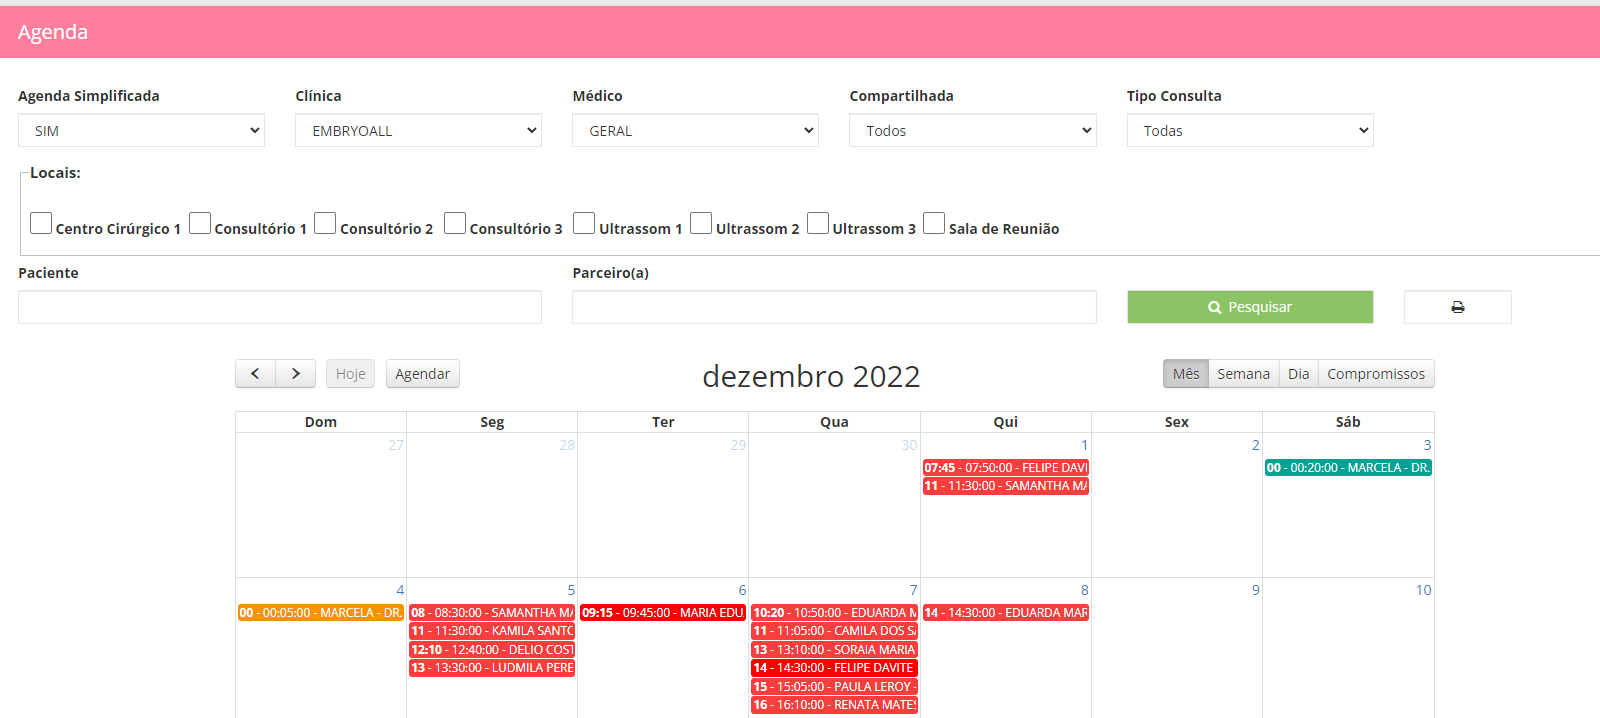 Agenda
Agenda Simplificada Clínica Médico Compartilhada Tipo Consulta
SIM EMBRYOALL GERAL Todos Todas
Locais:
Centro Cirúrgico 1 Consultório 1 Consultório 2 Consultório 3 Ultrassom 1 Ultrassom 2 Ultrassom 3 Sala de Reunião
Paciente Parceiro(a)
Pesquisar
Hoje Agendar dezembro 2022 Mês Semana Dia Compromissos
Dom Seg Ter Qua Qui Sex Sáb
27 28 29 30 1 2 3
07:45 - 07:50:00 - FELIPE DAVI 00 - 00:20:00 - MARCELA - DR.
11 - 11:30:00 - SAMANTHA MA
4 5 6 7 8 9 10
00 - 00:05:00 - MARCELA - DR. 08 - 08:30:00 - SAMANTHA MA 09:15 - 09:45:00 - MARIA EDU 10:20 - 10:50:00 - EDUARDA M 14 - 14:30:00 - EDUARDA MAR
11 - 11:30:00 - KAMILA SANTO 11 - 11:05:00 - CAMILA DOS SA
12:10 - 12:40:00 - DELIO COST 13 - 13:10:00 - SORAIA MARIA
13 - 13:30:00 - LUDMILA PERE 14 - 14:30:00 - FELIPE DAVITE
15 - 15:05:00 - PAULA LEROY -
16 - 16:10:00 - RENATA MATES